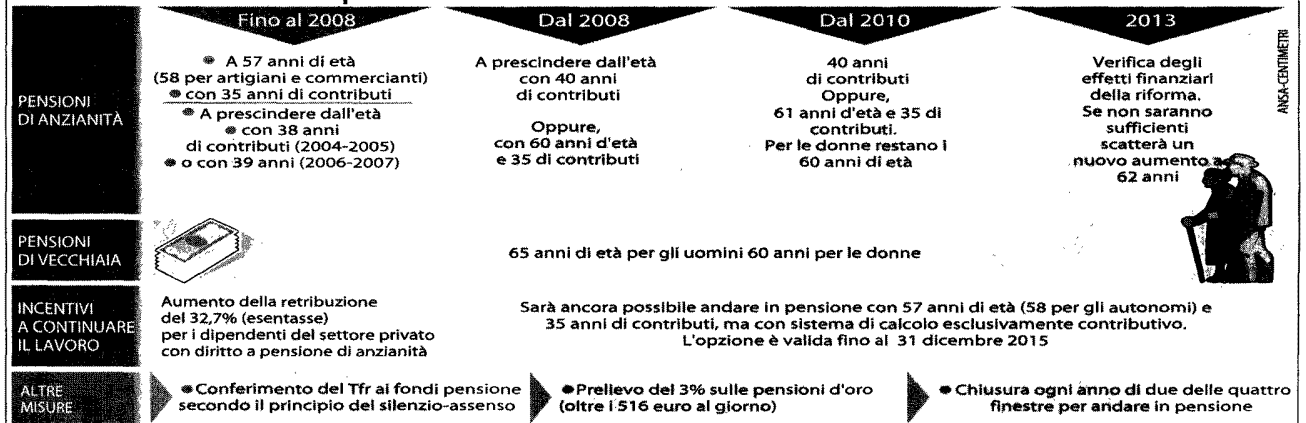 Fino al 2008
Dal 2008
Dal 2010
2013
PENSIONI
DI ANZIANITÀ
● A 57 anni di età
(58 per artigiani e commercianti)
● con 35 anni di contributi
● A prescindere dall'età
● con 38 anni
di contributi (2004-2005)
● o con 39 anni (2006-2007)
A prescindere dall'età
con 40 anni
di contributi
Oppure,
con 60 anni d'età
e 35 di contributi
40 anni
di contributi
Oppure,
61 anni d'età e 35 di
contributi.
Per le donne restano i
60 anni di età
Verifica degli
effetti finanziari
della riforma.
Se non saranno
sufficienti
scatterà un
nuovo aumento a
62 anni
ANSA-CENTIMETRI
PENSIONI
DI VECCHIAIA
65 anni di età per gli uomini 60 anni per le donne
INCENTIVI
A CONTINUARE
IL LAVORO
Aumento della retribuzione
del 32,7% (esentasse)
per i dipendenti del settore privato
con diritto a pensione di anzianità
Sarà ancora possibile andare in pensione con 57 anni di età (58 per gli autonomi) e
35 anni di contributi, ma con sistema di calcolo esclusivamente contributivo.
L'opzione è valida fino al 31 dicembre 2015
ALTRE
MISURE
● Conferimento del Tfr ai fondi pensione
secondo il principio del silenzio-assenso
● Prelievo del 3% sulle pensioni d'oro
(oltre i 516 euro al giorno)
● Chiusura ogni anno di due delle quattro
finestre per andare in pensione